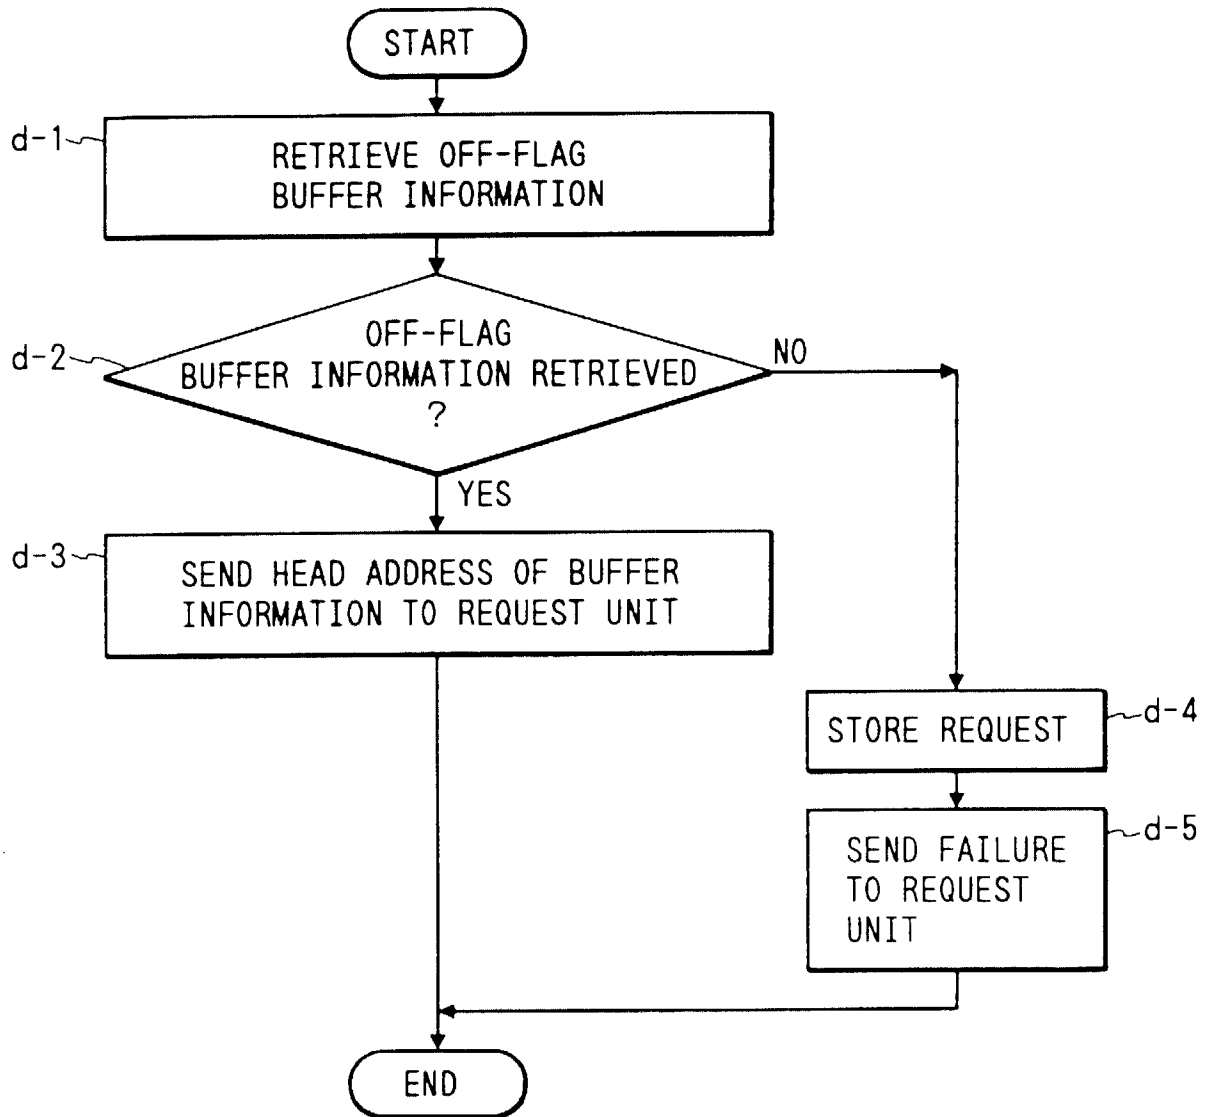 START
d-1
RETRIEVE OFF-FLAG
BUFFER INFORMATION
d-2
OFF-FLAG
BUFFER INFORMATION RETRIEVED
?
NO
YES
d-3
SEND HEAD ADDRESS OF BUFFER
INFORMATION TO REQUEST UNIT
STORE REQUEST
d-4
SEND FAILURE
TO REQUEST
UNIT
d-5
END